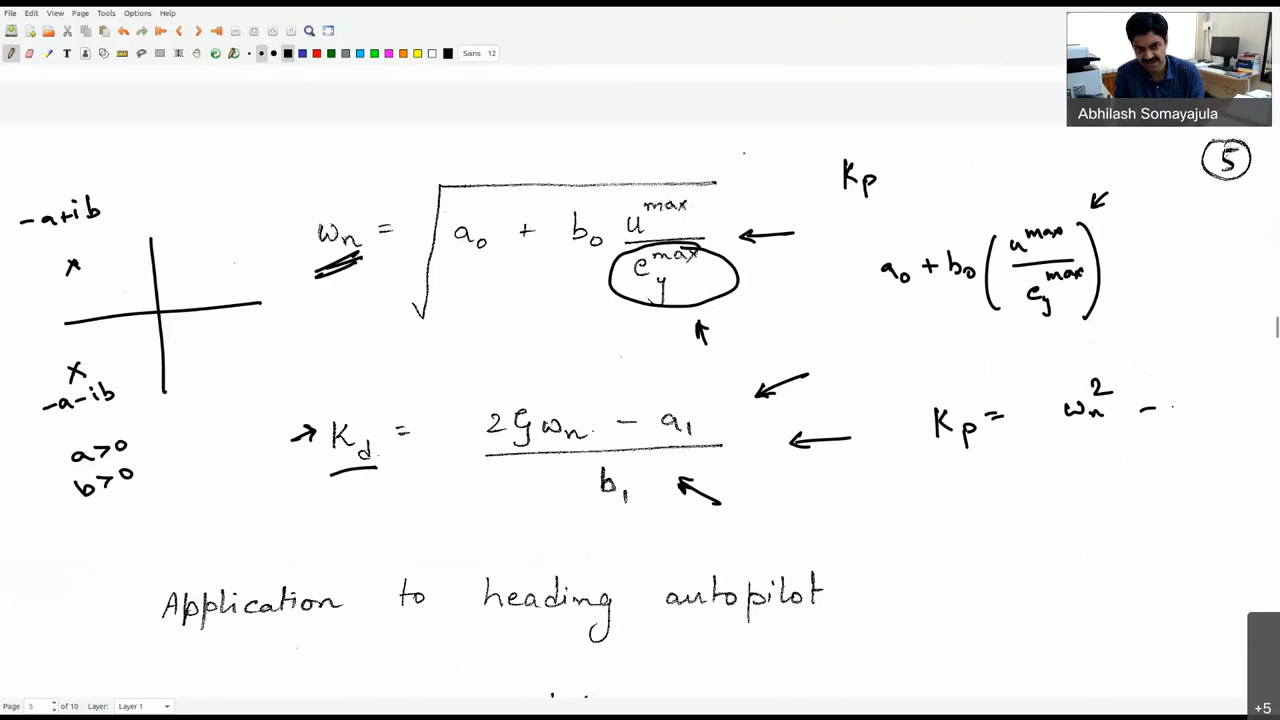 File Edit View Page Tools Options Help
Sans 12
Abhilash Somayajula
5
-a+ib
x
x
-a-ib
a>0
b>0
ωn = √ a0 + b0 u^max / e_y^max
Kp
a0 + b0 ( u^max / e_y^max )
Kd = 2ζωn - a1 / b1
Kp = ωn^2 -
Application to heading autopilot
Page 5 of 10 Layer: Layer 1
+5